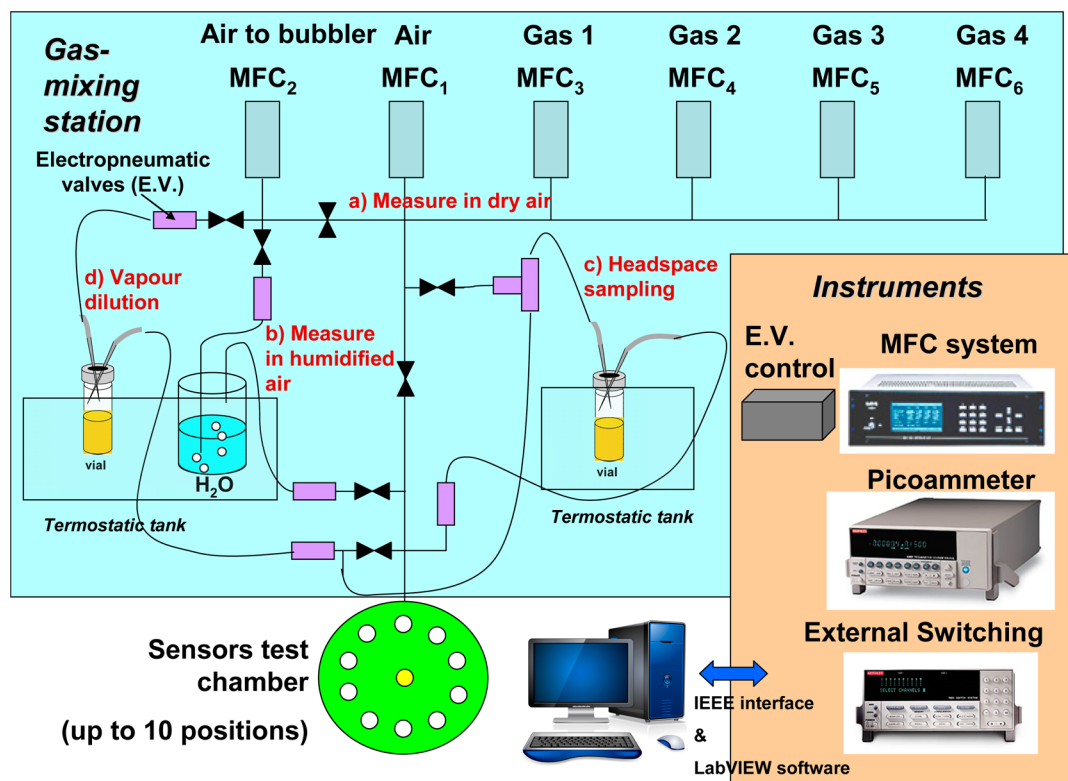 Gas-
mixing
station
Air to bubbler
Air
Gas 1
Gas 2
Gas 3
Gas 4
MFC₂
MFC₁
MFC₃
MFC₄
MFC₅
MFC₆
Electropneumatic
valves (E.V.)
a) Measure in dry air
d) Vapour
dilution
b) Measure
in humidified
air
c) Headspace
sampling
vial
H₂O
Termostatic tank
vial
Termostatic tank
Instruments
E.V.
control
MFC system
Picoammeter
External Switching
KEITHLEY
SELECT CHANNELS
Sensors test
chamber
(up to 10 positions)
IEEE interface
&
LabVIEW software